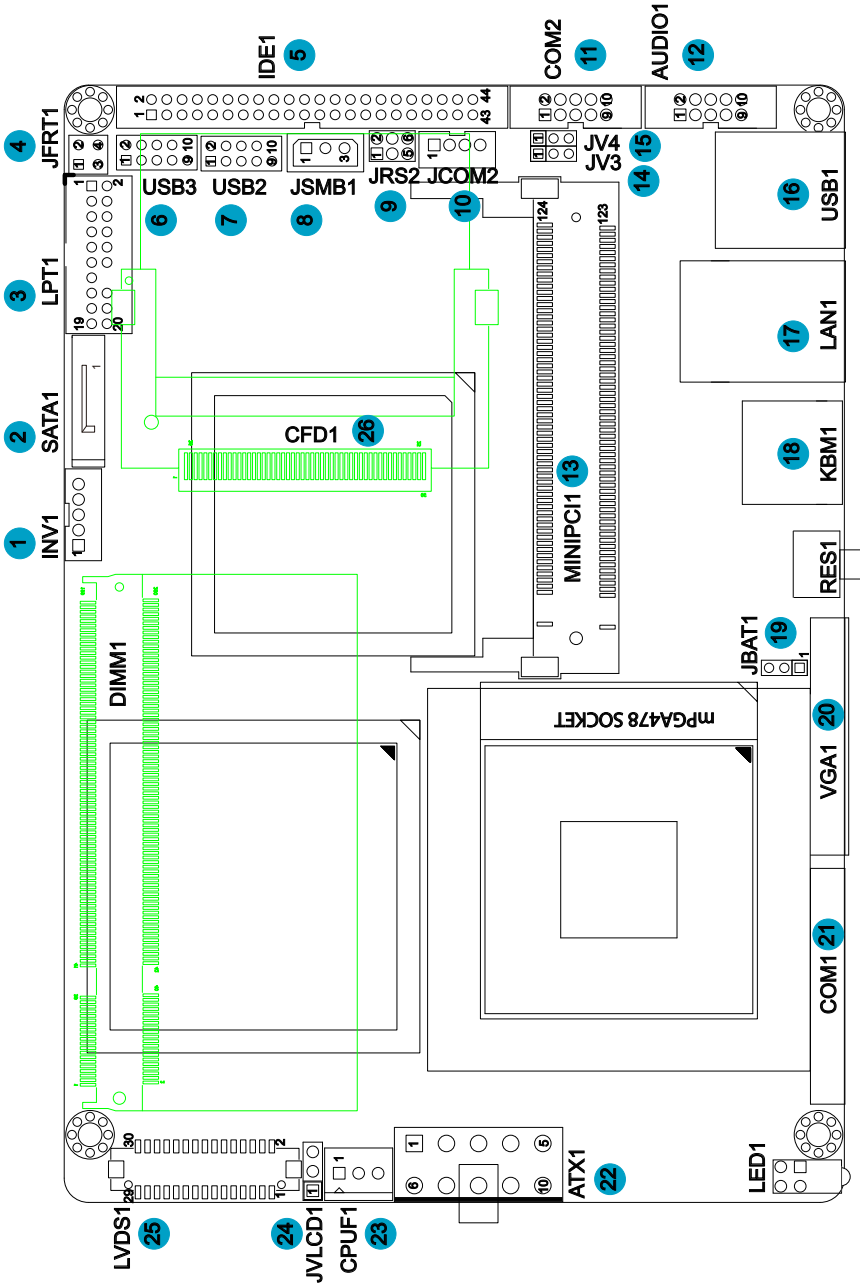 IDE1
5
COM2
11
AUDIO1
12
4
JFRT1
1 2
3 4
1 2
9 10
1 2
9 10
1
3
1 2
5 6
1
1 2
43 44
1 2
9 10
1 2
9 10
1
1
USB3
6
USB2
7
JSMB1
8
JRS2
9
JCOM2
10
JV4
15
JV3
14
16
USB1
3
LPT1
1
2
19
20
124
123
17
LAN1
2
SATA1
1
CFD1 26
MINIPCI1 13
18
KBM1
1
INV1
1
RES1
DIMM1
JBAT1
19
1
mPGA478 SOCKET
20
VGA1
21
COM1
LVDS1
25
29
30
1
2
24
JVLCD1
1
CPUF1
23
1
1
5
6
10
ATX1
22
LED1